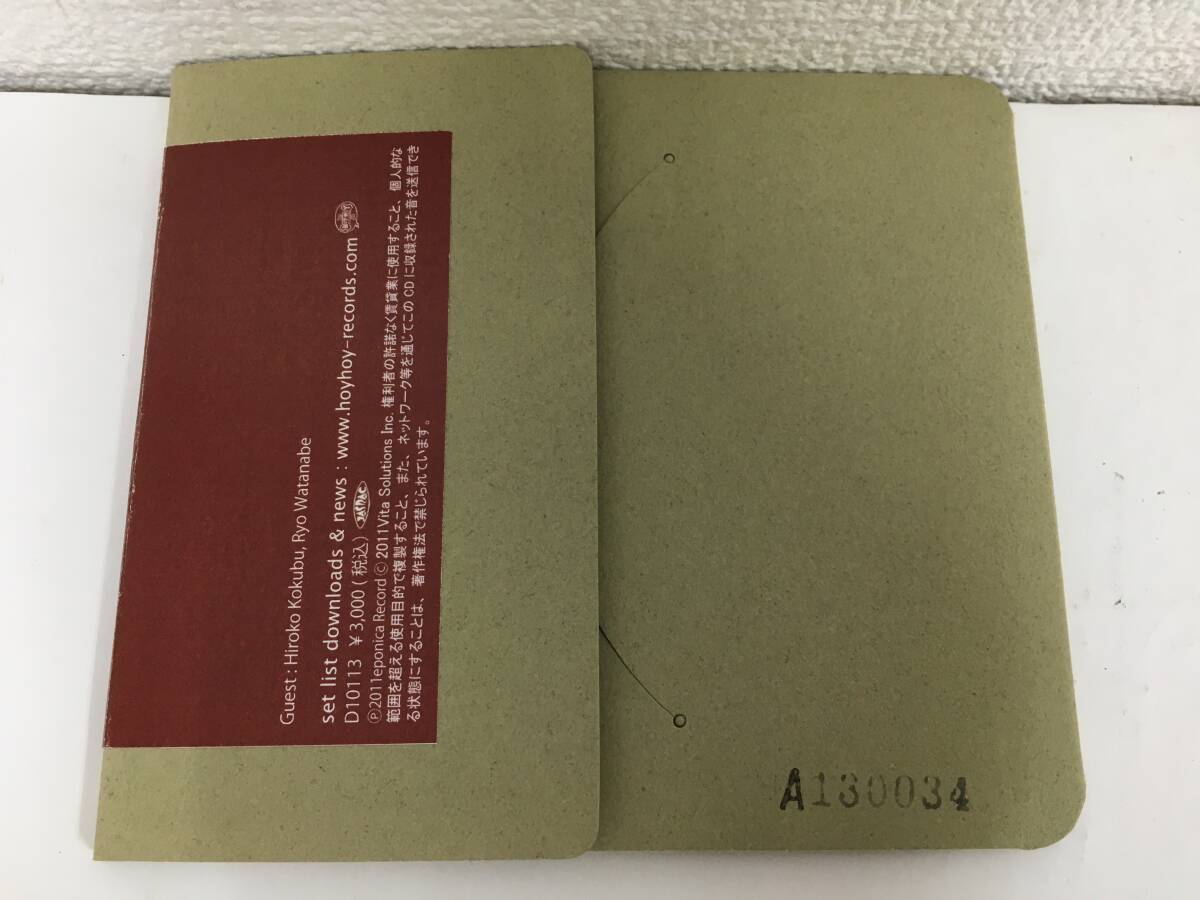 Guest : Hiroko Kokubu, Ryo Watanabe
set list downloads & news : www.hoyhoy-records.com
D10113 ￥3,000(税込) JASRAC
Ⓟ2011eponica Record Ⓒ 2011Vita Solutions Inc. 権利者の許諾なく賃貸業に使用すること、個人的な
範囲を超える使用目的で複製すること、また、ネットワーク等を通じてこの CD に収録された音を送信でき
る状態にすることは、著作権法で禁じられています。
A130034